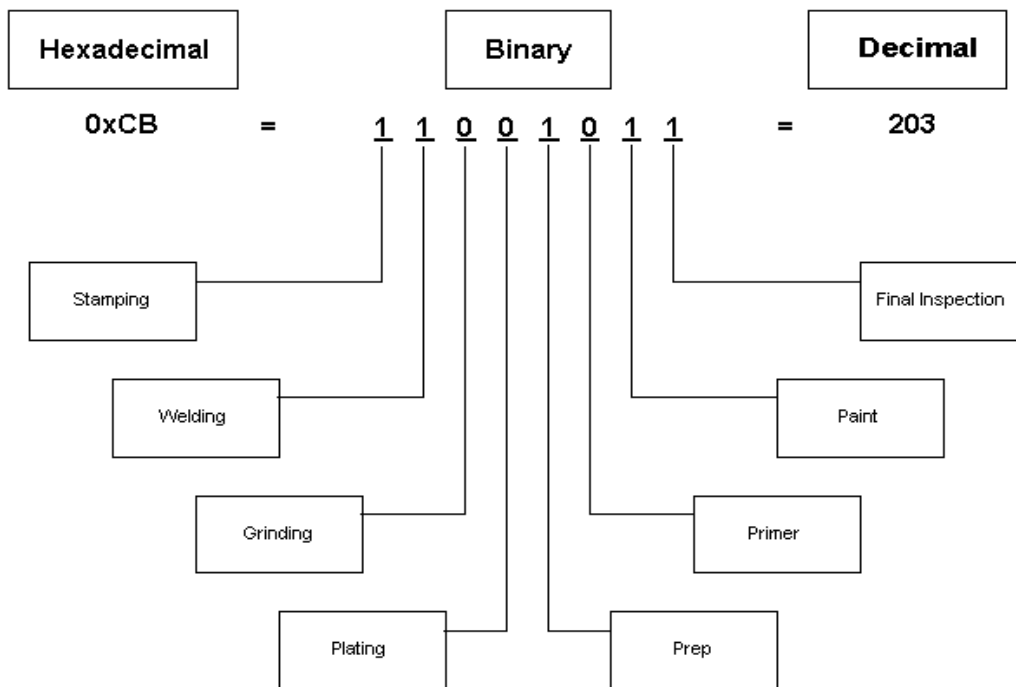 Hexadecimal Binary Decimal
0xCB = 1 1 0 0 1 0 1 1 = 203
Stamping Final Inspection
Welding Paint
Grinding Primer
Plating Prep